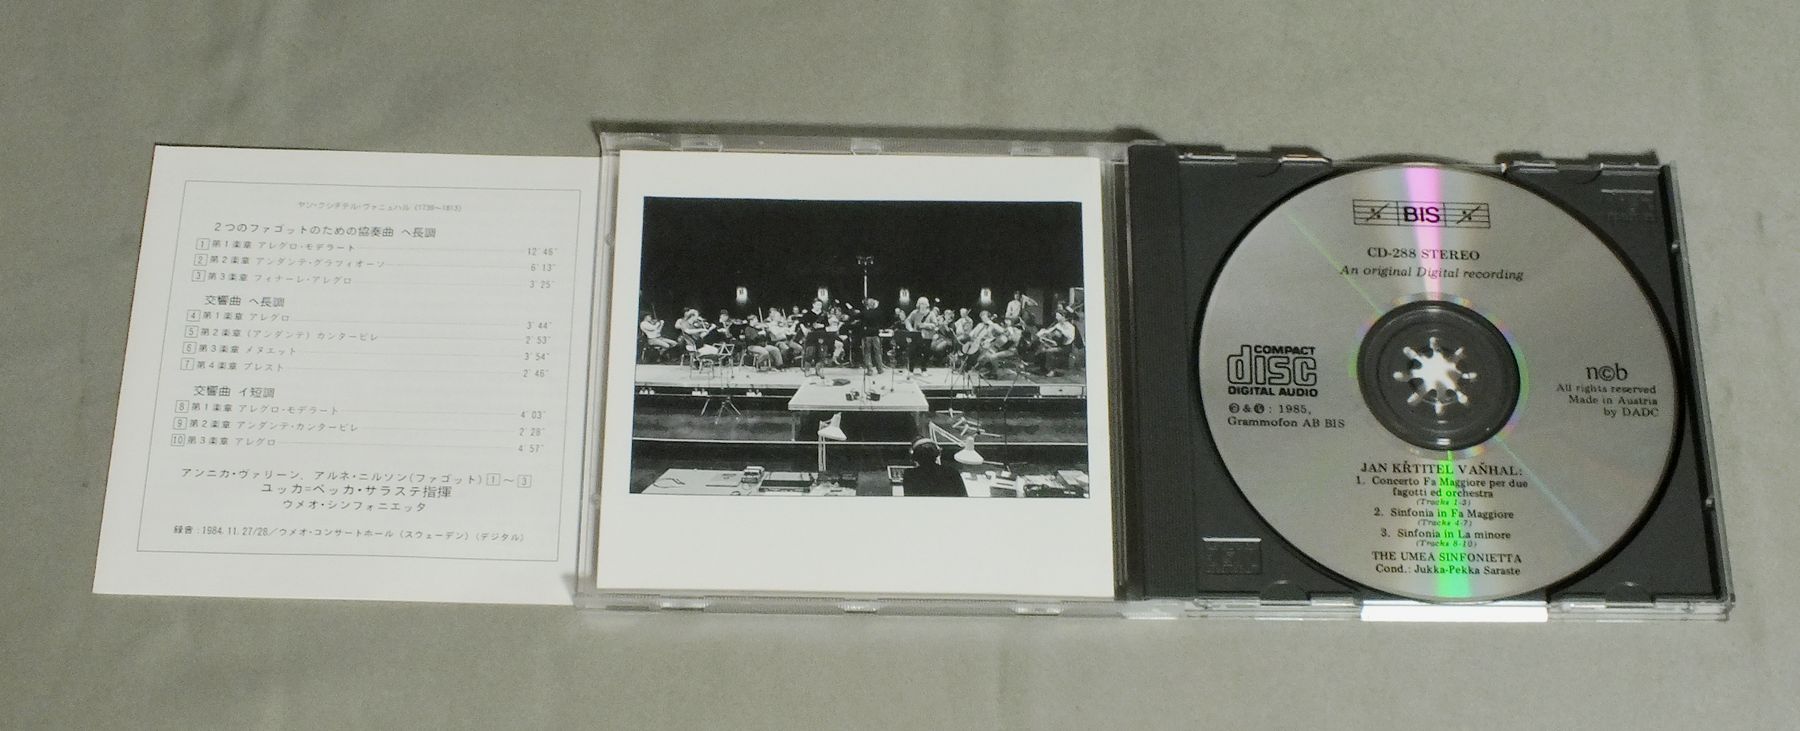 ヤン・クシチテル・ヴァニュハル (1739〜1813)
2つのファゴットのための協奏曲 ヘ長調
1 第1楽章 アレグロ・モデラート 12′46″
2 第2楽章 アンダンテ・グラツィオーソ 6′13″
3 第3楽章 フィナーレ・アレグロ 3′25″
交響曲 ヘ長調
4 第1楽章 アレグロ 3′44″
5 第2楽章 (アンダンテ) カンタービレ 2′53″
6 第3楽章 メヌエット 3′54″
7 第4楽章 プレスト 2′46″
交響曲 イ短調
8 第1楽章 アレグロ・モデラート 4′03″
9 第2楽章 アンダンテ・カンタービレ 2′28″
10 第3楽章 アレグロ 4′57″
アンニカ・ヴァリーン、アルネ・ニルソン(ファゴット) 1〜3
ユッカ=ペッカ・サラステ指揮
ウメオ・シンフォニエッタ
録音:1984.11.27/28/ウメオ・コンサートホール (スウェーデン) (デジタル)
BIS
CD-288 STEREO
An original Digital recording
COMPACT
disc
DIGITAL AUDIO
℗ & ©: 1985,
Grammofon AB BIS
n©b
All rights reserved
Made in Austria
by DADC
JAN KŘTITEL VAŇHAL:
1. Concerto Fa Maggiore per due
fagotti ed orchestra
(Tracks 1-3)
2. Sinfonia in Fa Maggiore
(Tracks 4-7)
3. Sinfonia in La minore
(Tracks 8-10)
THE UMEA SINFONIETTA
Cond.: Jukka-Pekka Saraste